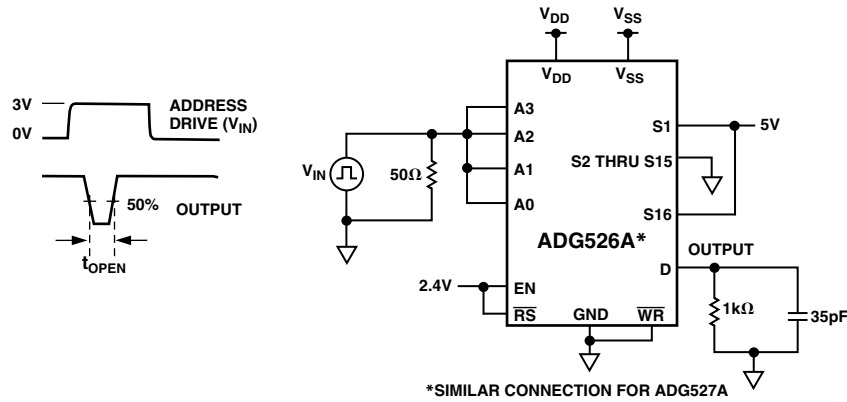 3V
0V
ADDRESS
DRIVE (VIN)
50%
OUTPUT
tOPEN
VDD
VSS
VDD
VSS
A3
A2
A1
A0
VIN
50Ω
S1
5V
S2 THRU S15
S16
ADG526A*
OUTPUT
D
2.4V
EN
RS
GND
WR
1kΩ
35pF
*SIMILAR CONNECTION FOR ADG527A